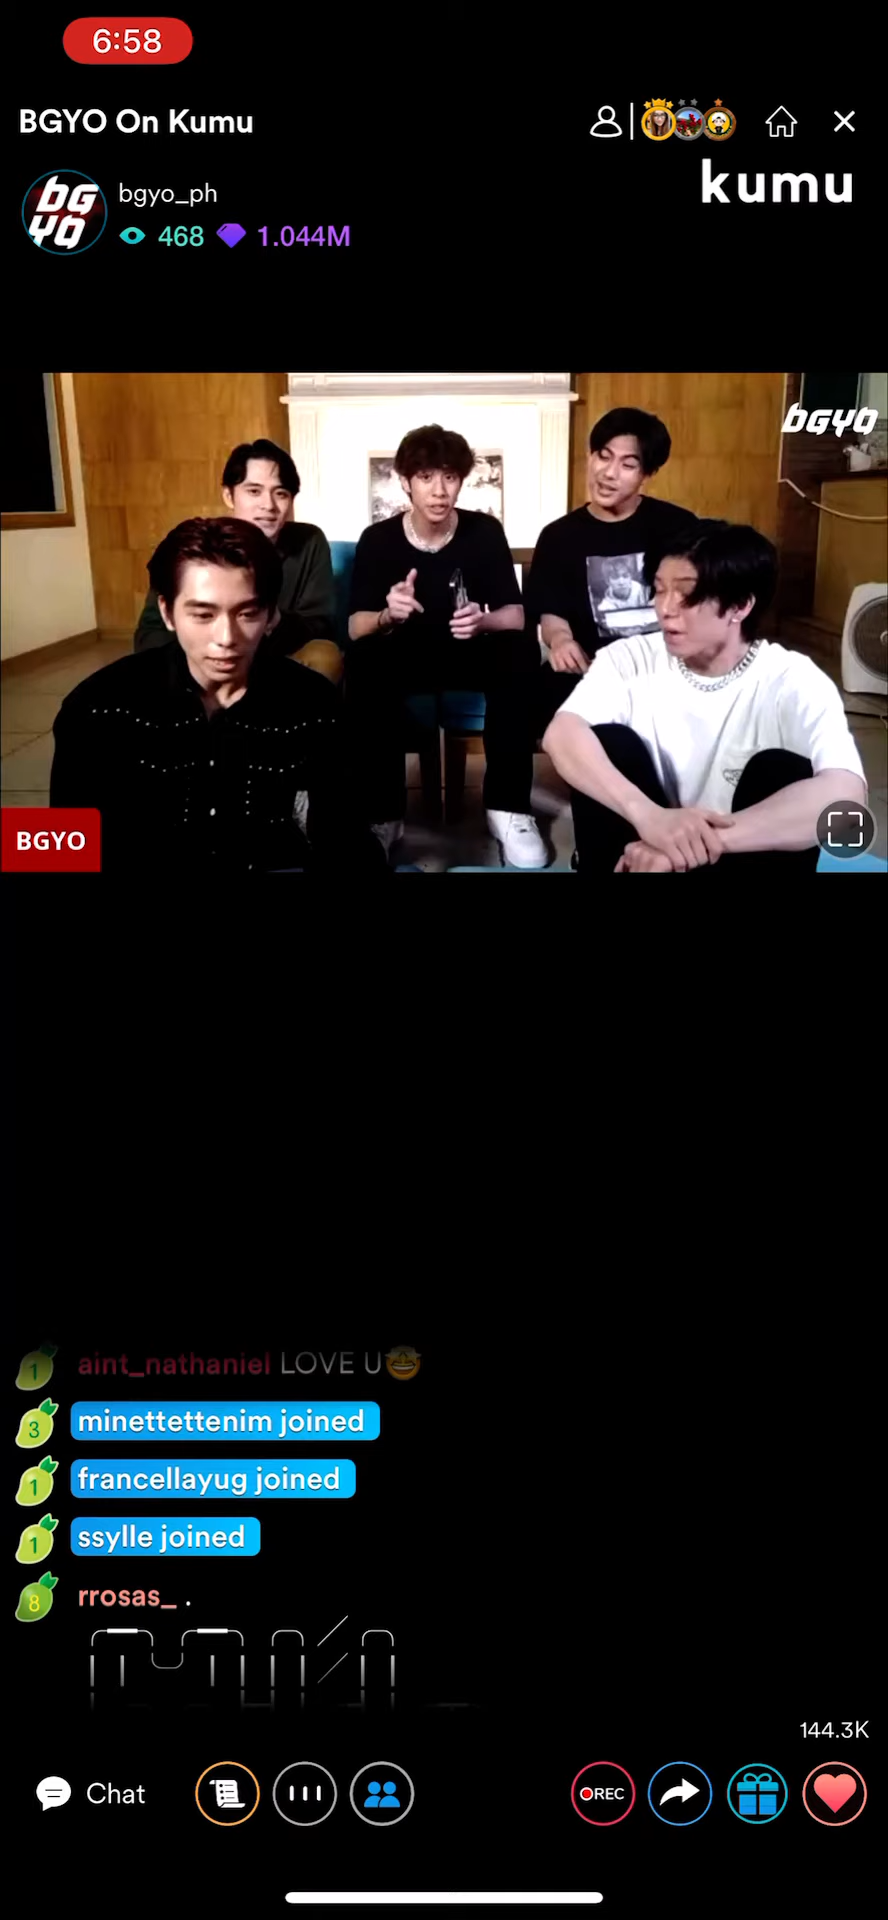 6:58
BGYO On Kumu
kumu
bgyo_ph
468 1.044M
BGYO
BGYO
BGYO
1 aint_nathaniel LOVE U🤩
3 minettettenim joined
1 francellayug joined
1 ssylle joined
8 rrosas_ .
144.3K
Chat
REC